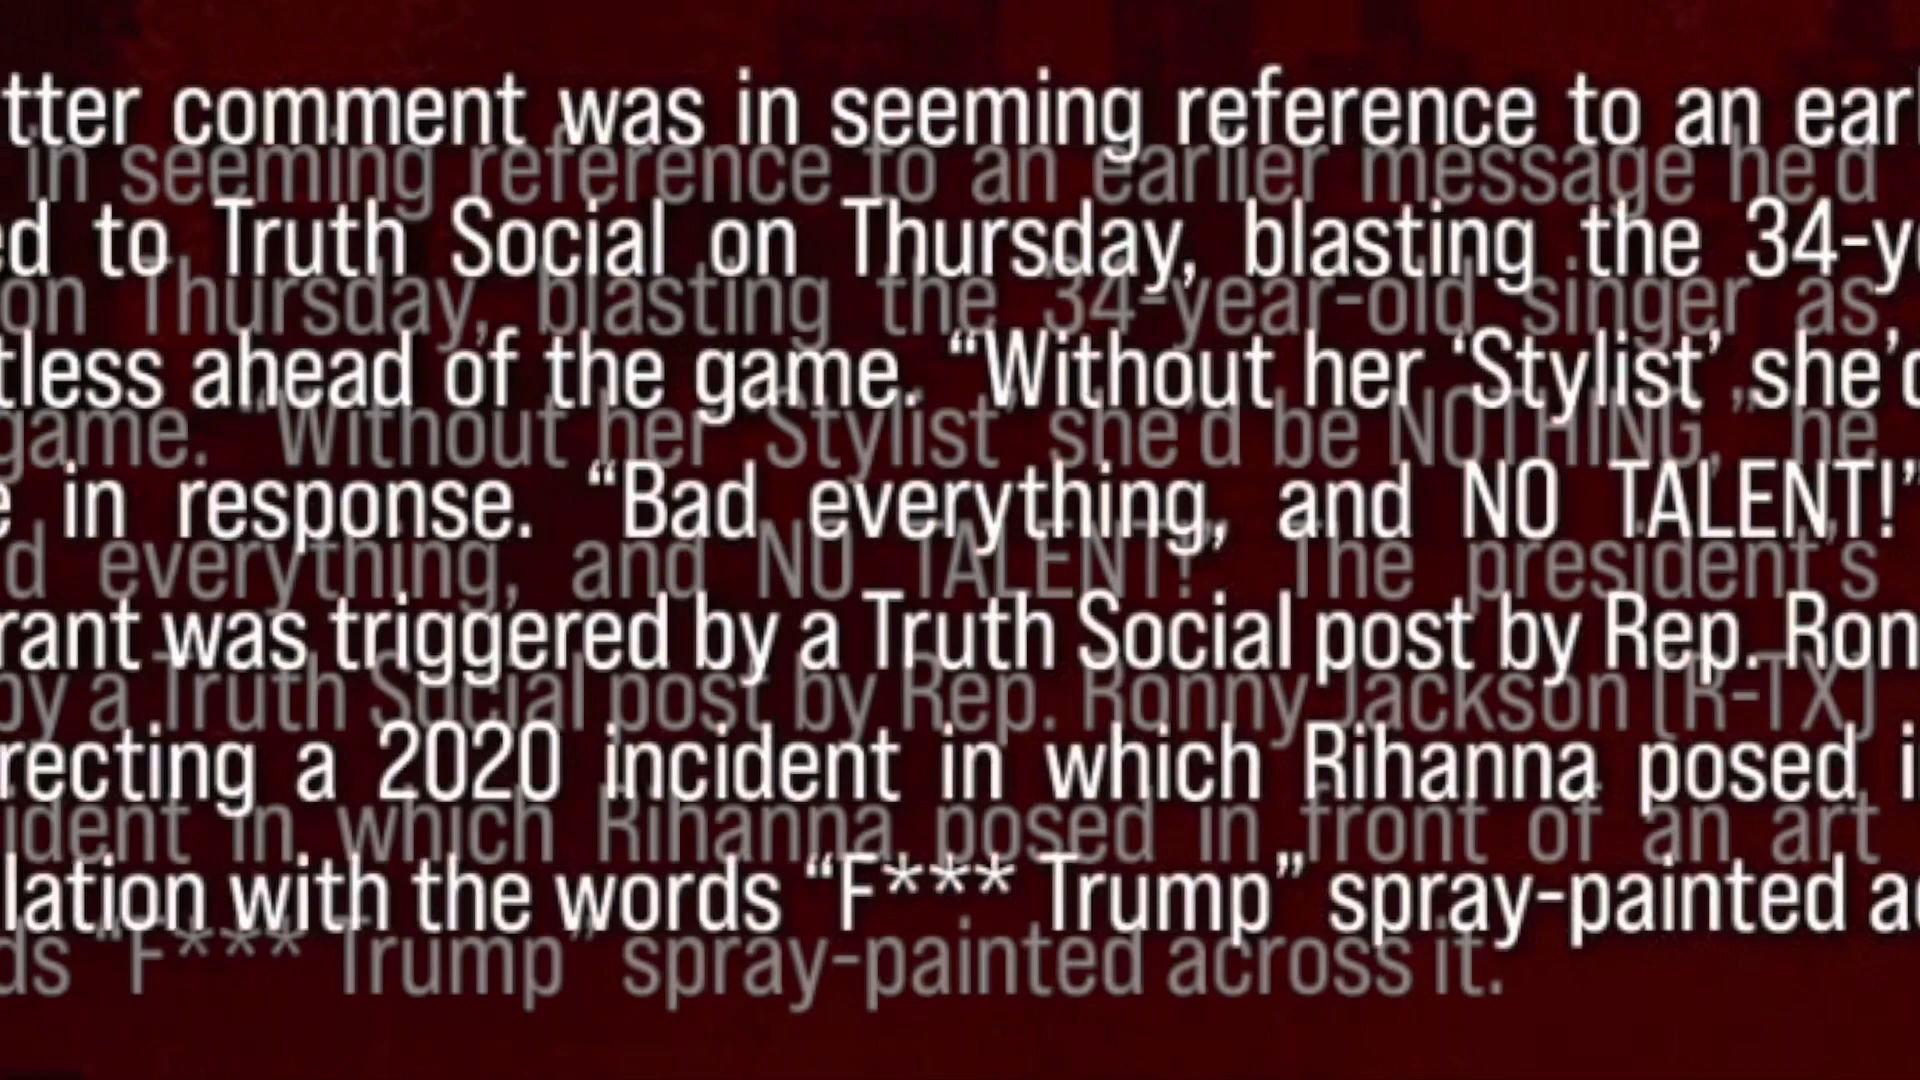 tter comment was in seeming reference to an earl
in seeming reference to an earlier message he'd
ed to Truth Social on Thursday, blasting the 34-ye
on Thursday, blasting the 34-year-old singer as
tless ahead of the game. “Without her ‘Stylist’ she’d
game. “Without her ‘Stylist’ she’d be NOTHING,” he
e in response. “Bad everything, and NO TALENT!”
d everything, and NO TALENT!” The president’s
rant was triggered by a Truth Social post by Rep. Ron
by a Truth Social post by Rep. Ronny Jackson (R-TX)
recting a 2020 incident in which Rihanna posed i
ident in which Rihanna posed in front of an art
lation with the words “F*** Trump” spray-painted ac
ds “F*** Trump” spray-painted across it.